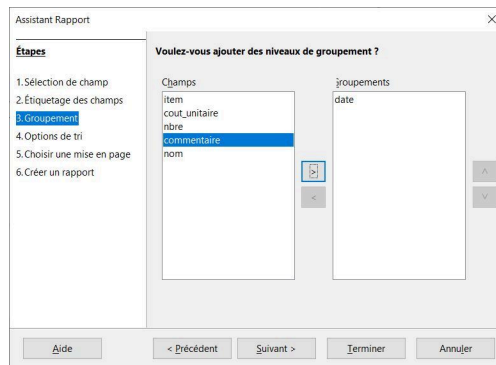 Assistant Rapport
Étapes
1.Sélection de champ
2.Étiquetage des champs
3.Groupement
4.Options de tri
5.Choisir une mise en page
6.Créer un rapport
Voulez-vous ajouter des niveaux de groupement ?
Champs
item
cout_unitaire
nbre
commentaire
nom
>
<
Groupements
date
Aide
< Précédent
Suivant >
Terminer
Annuler